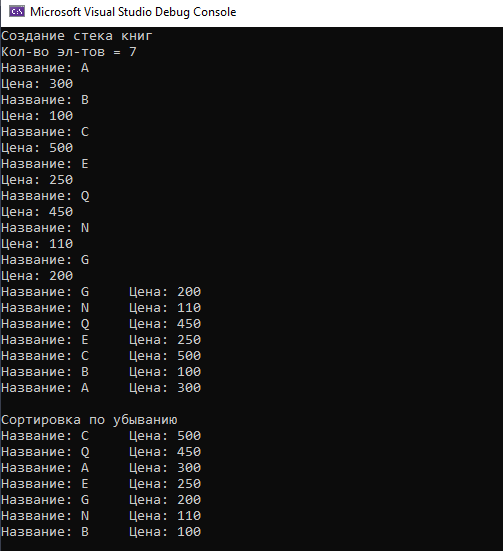 Microsoft Visual Studio Debug Console
Создание стека книг
Кол-во эл-тов = 7
Название: A
Цена: 300
Название: B
Цена: 100
Название: C
Цена: 500
Название: E
Цена: 250
Название: Q
Цена: 450
Название: N
Цена: 110
Название: G
Цена: 200
Название: G     Цена: 200
Название: N     Цена: 110
Название: Q     Цена: 450
Название: E     Цена: 250
Название: C     Цена: 500
Название: B     Цена: 100
Название: A     Цена: 300
Сортировка по убыванию
Название: C     Цена: 500
Название: Q     Цена: 450
Название: A     Цена: 300
Название: E     Цена: 250
Название: G     Цена: 200
Название: N     Цена: 110
Название: B     Цена: 100